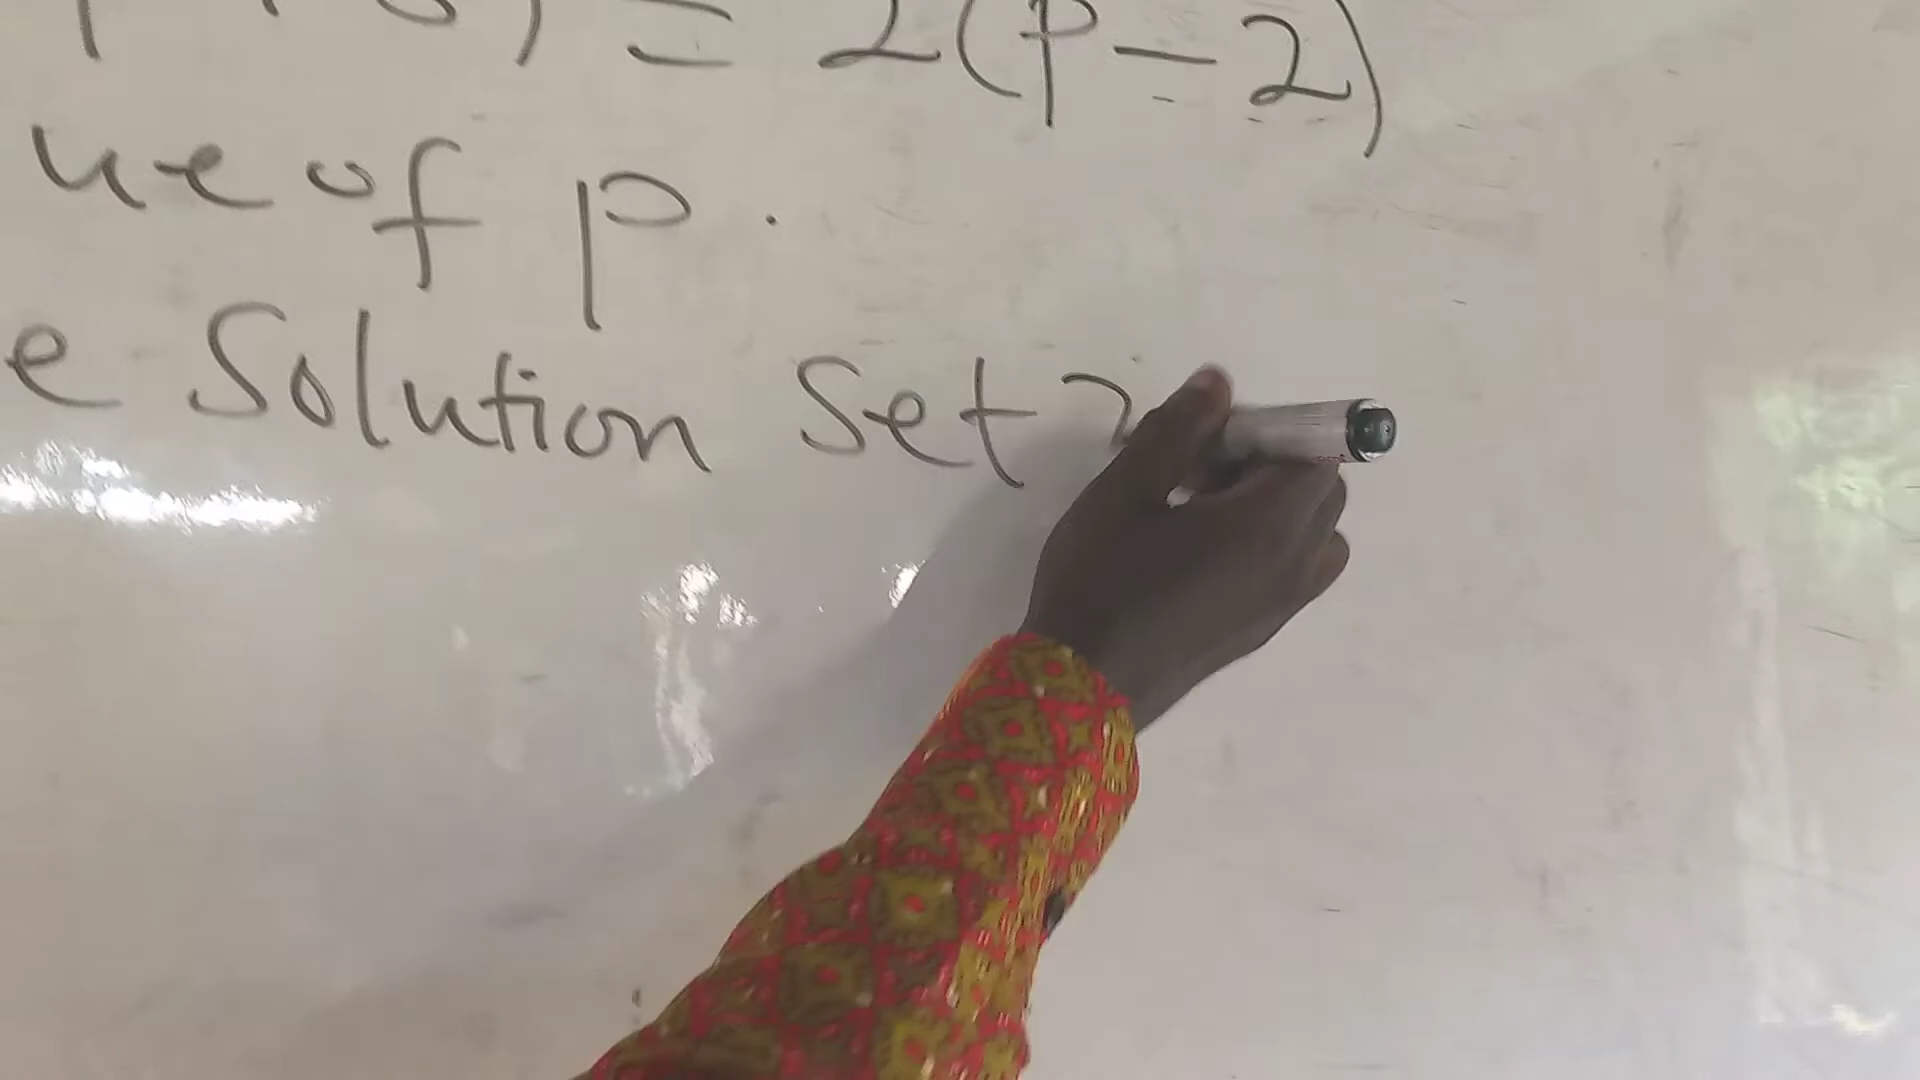 ) = 2(p - 2)
ue of p.
e Solution Set